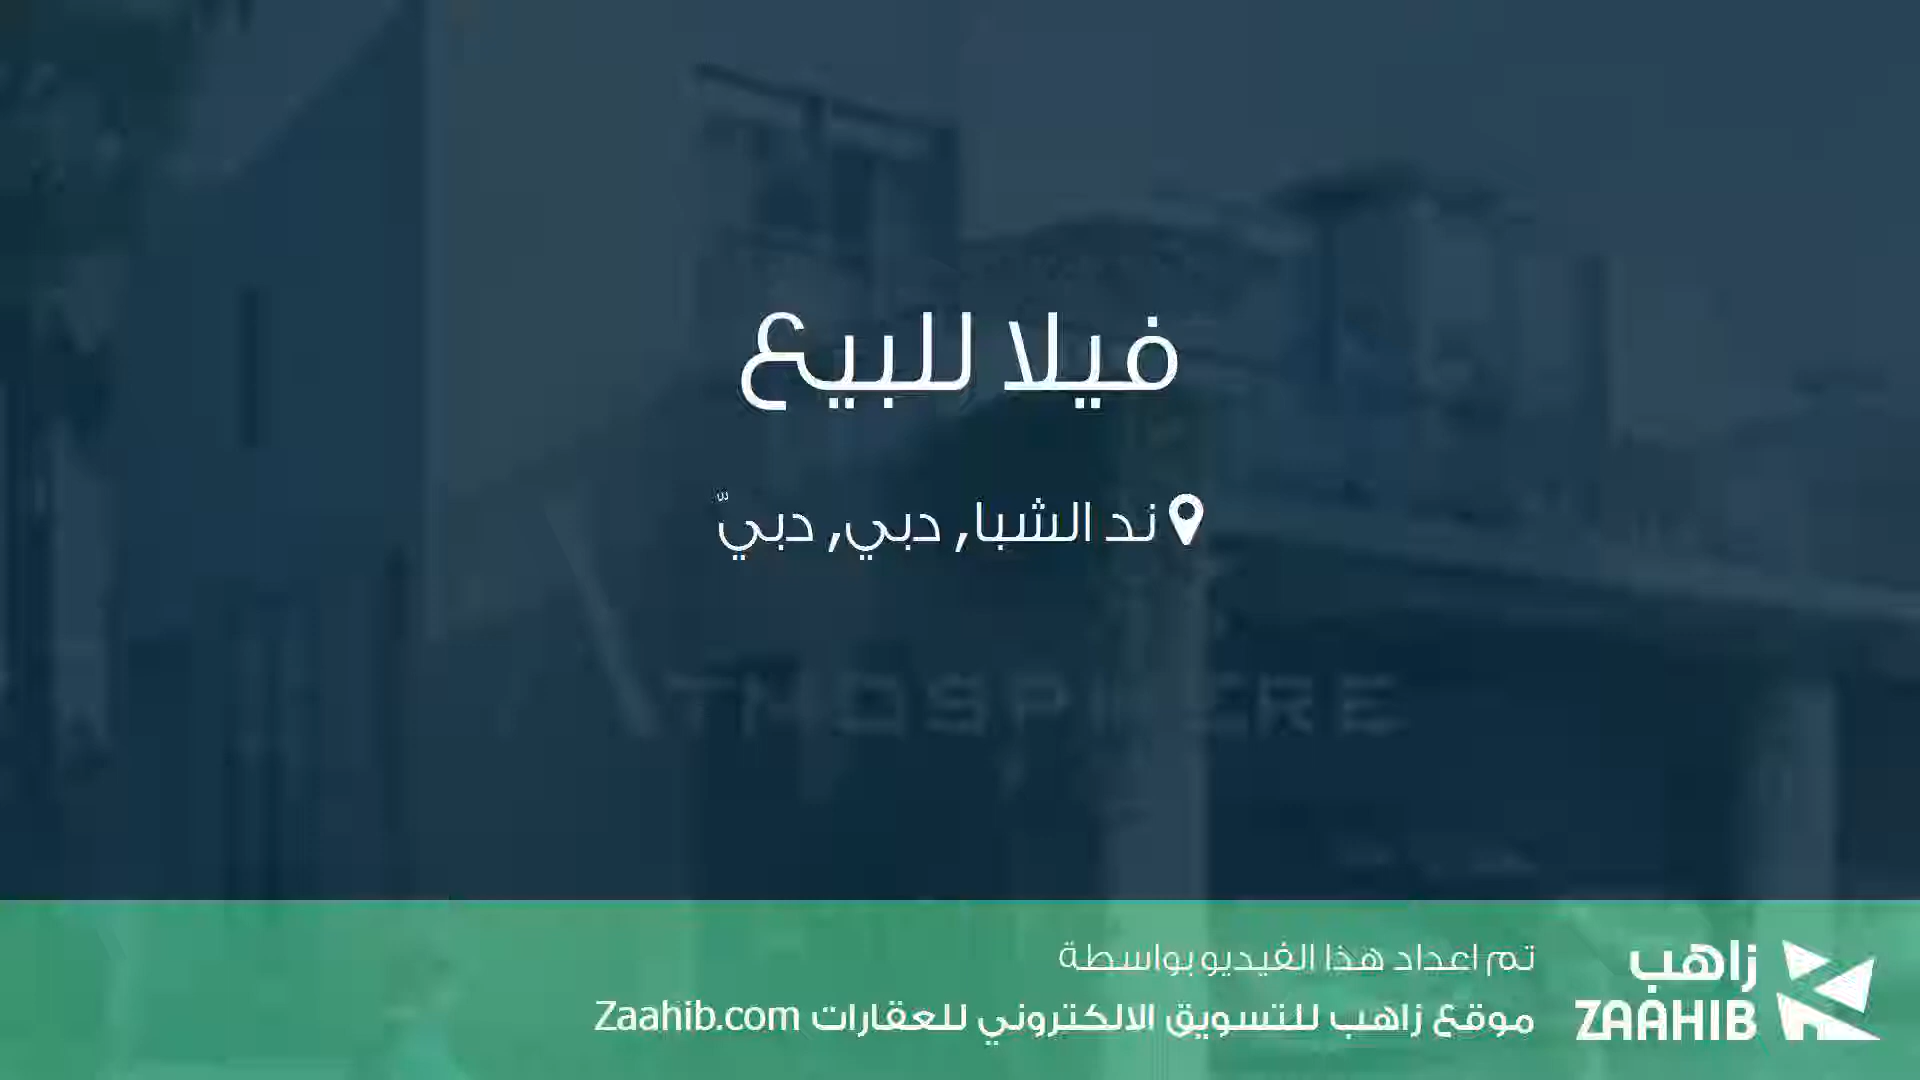 فيلا للبيع
ند الشبا, دبي, دبيّ
ATMOSPHERE
تم اعداد هذا الفيديو بواسطة
موقع زاهب للتسويق الالكتروني للعقارات Zaahib.com
زاهب
ZAAHIB